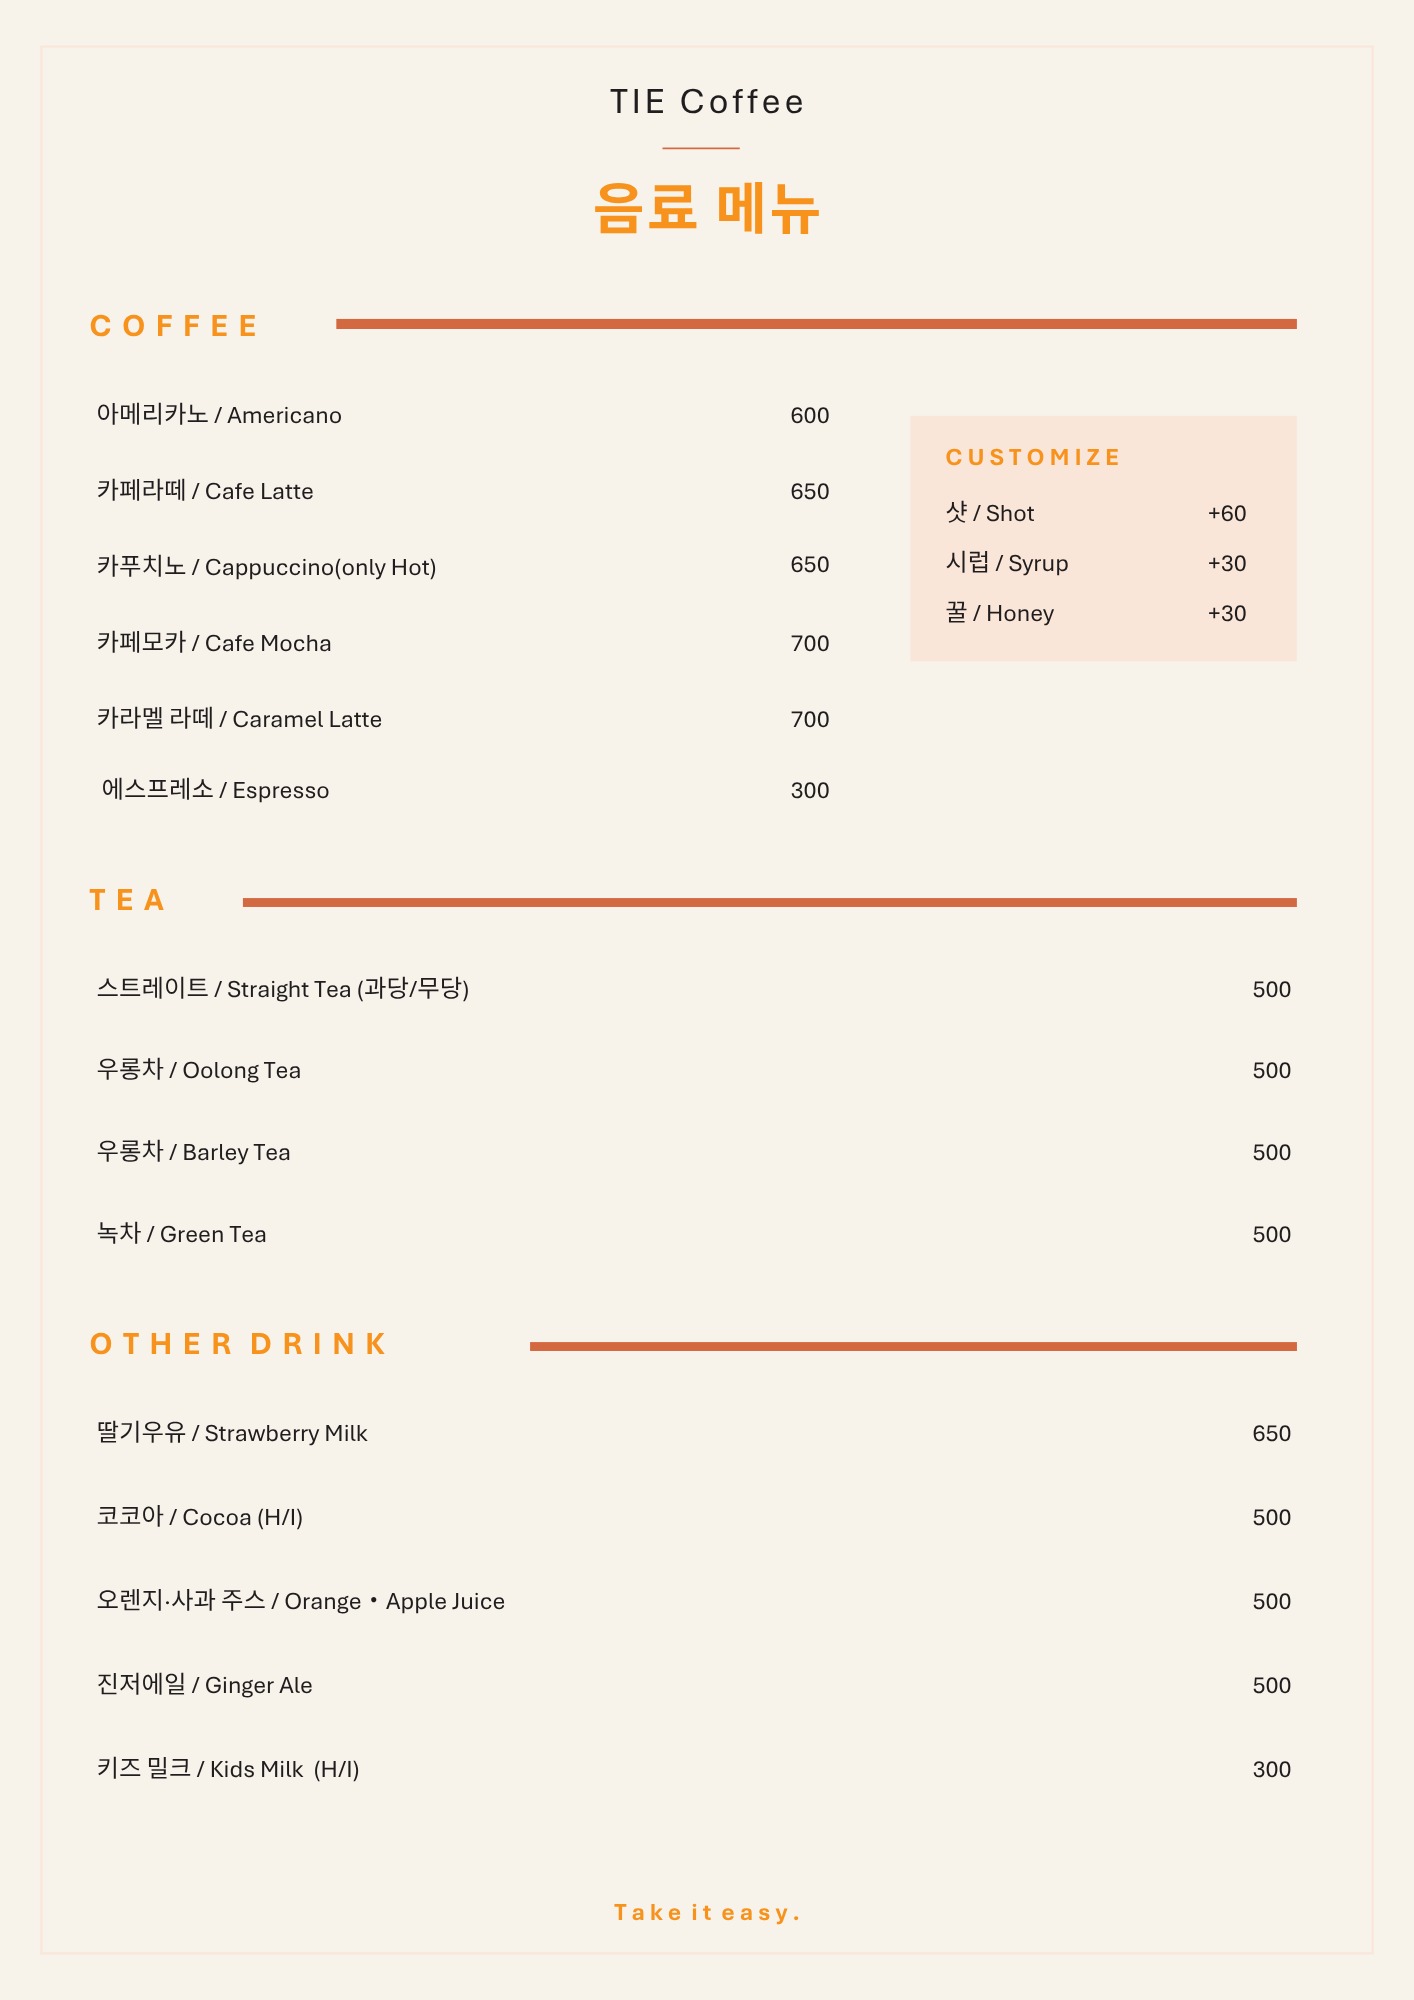 TIE Coffee
음료 메뉴
COFFEE
아메리카노 / Americano 600
카페라떼 / Cafe Latte 650
카푸치노 / Cappuccino(only Hot) 650
카페모카 / Cafe Mocha 700
카라멜 라떼 / Caramel Latte 700
에스프레소 / Espresso 300
CUSTOMIZE
샷 / Shot +60
시럽 / Syrup +30
꿀 / Honey +30
TEA
스트레이트 / Straight Tea (과당/무당) 500
우롱차 / Oolong Tea 500
우롱차 / Barley Tea 500
녹차 / Green Tea 500
OTHER DRINK
딸기우유 / Strawberry Milk 650
코코아 / Cocoa (H/I) 500
오렌지·사과 주스 / Orange・Apple Juice 500
진저에일 / Ginger Ale 500
키즈 밀크 / Kids Milk (H/I) 300
Take it easy.